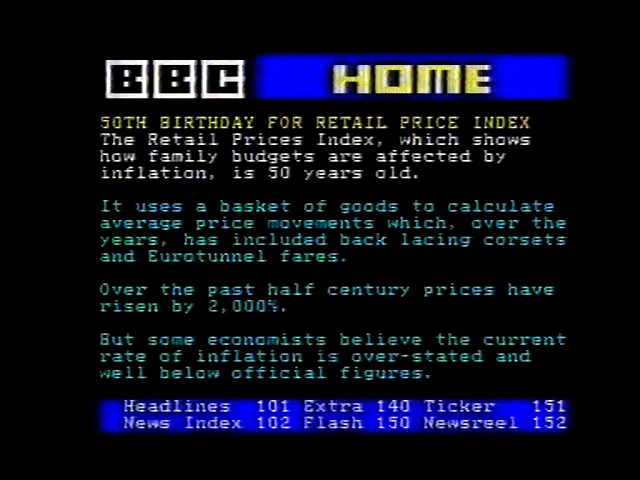 BBC HOME
50TH BIRTHDAY FOR RETAIL PRICE INDEX
The Retail Prices Index, which shows
how family budgets are affected by
inflation, is 50 years old.
It uses a basket of goods to calculate
average price movements which, over the
years, has included back lacing corsets
and Eurotunnel fares.
Over the past half century prices have
risen by 2,000%.
But some economists believe the current
rate of inflation is over-stated and
well below official figures.
Headlines 101 Extra 140 Ticker 151
News Index 102 Flash 150 Newsreel 152